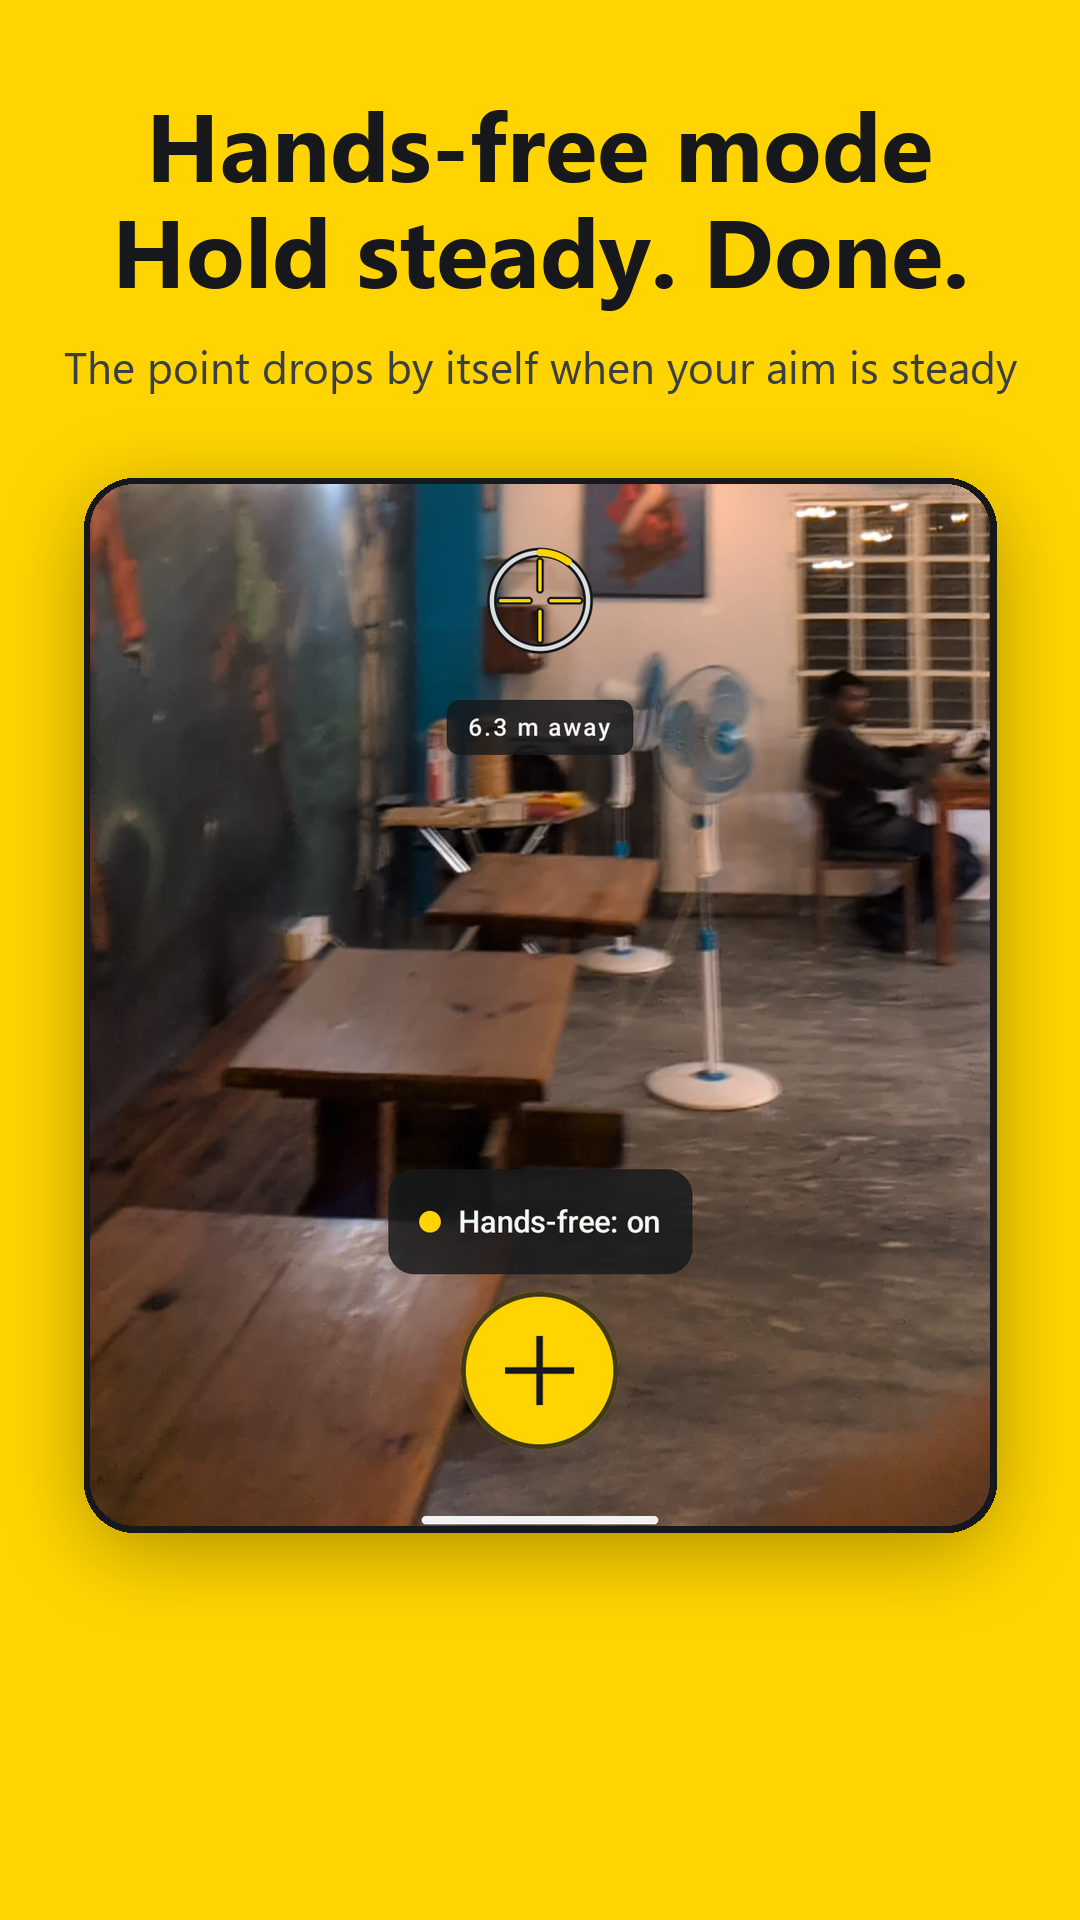 Hands-free mode
Hold steady. Done.
The point drops by itself when your aim is steady
6.3 m away
Hands-free: on